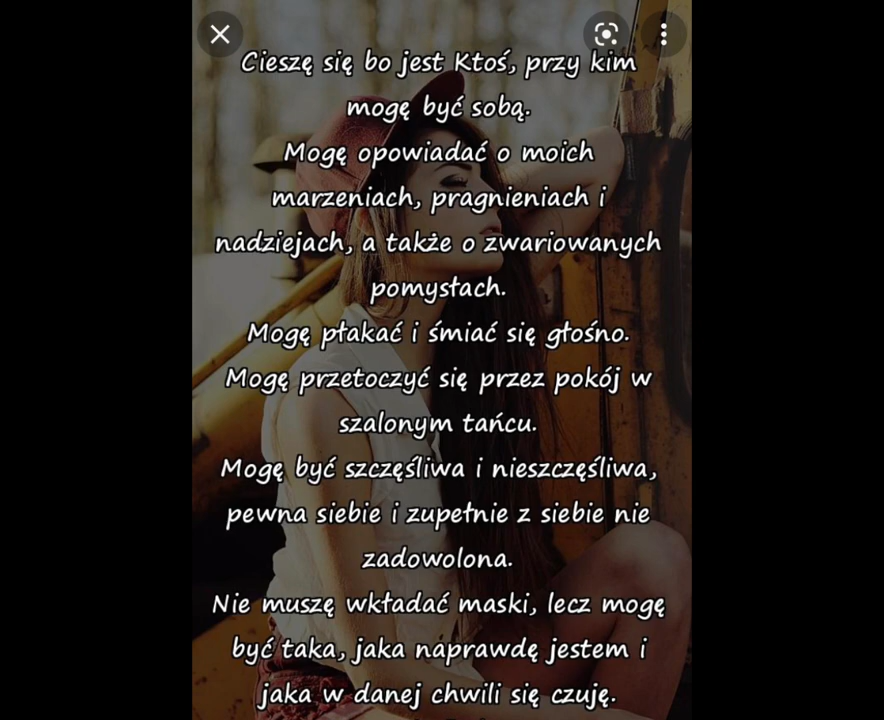 Cieszę się bo jest Ktoś, przy kim
mogę być sobą.
Mogę opowiadać o moich
marzeniach, pragnieniach i
nadziejach, a także o zwariowanych
pomysłach.
Mogę płakać i śmiać się głośno.
Mogę przetoczyć się przez pokój w
szalonym tańcu.
Mogę być szczęśliwa i nieszczęśliwa,
pewna siebie i zupełnie z siebie nie
zadowolona.
Nie muszę wkładać maski, lecz mogę
być taka, jaka naprawdę jestem i
jaka w danej chwili się czuję.